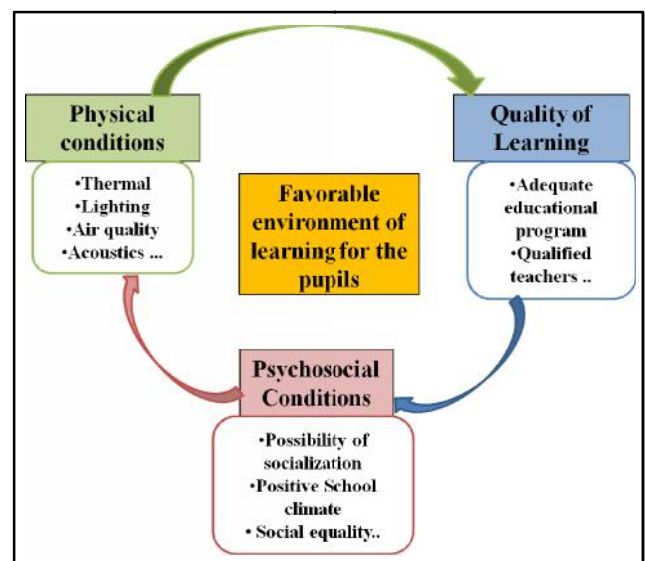 Physical
conditions
•Thermal
•Lighting
•Air quality
•Acoustics ...
Quality of
Learning
•Adequate
educational
program
•Qualified
teachers ..
Favorable
environment of
learning for the
pupils
Psychosocial
Conditions
•Possibility of
socialization
•Positive School
climate
• Social equality..